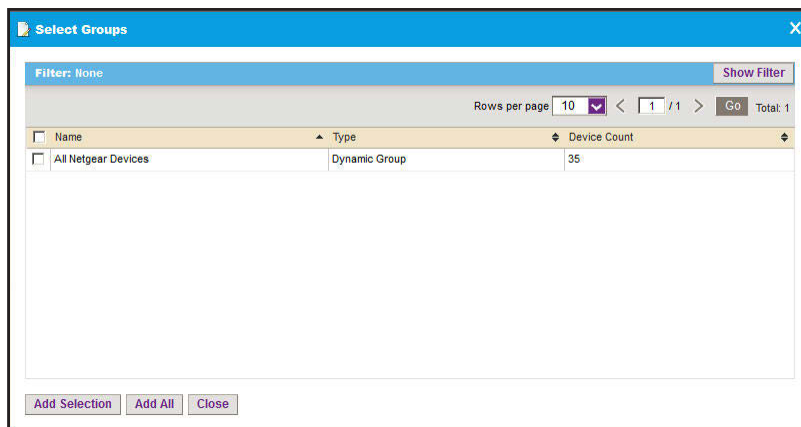 Select Groups
X
Filter: None
Show Filter
Rows per page 10 < 1 / 1 > Go Total: 1
Name Type Device Count
All Netgear Devices Dynamic Group 35
Add Selection Add All Close